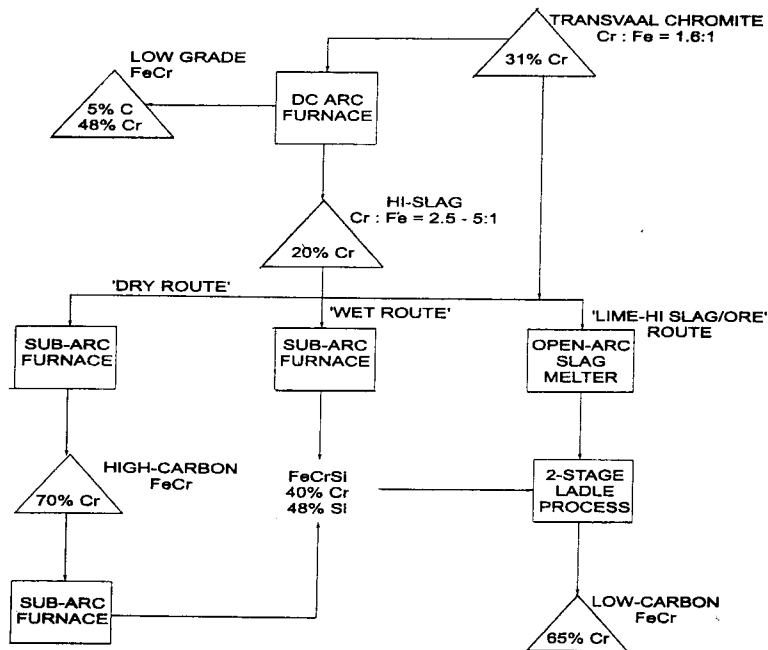 TRANSVAAL CHROMITE
Cr : Fe = 1.6:1
31% Cr
LOW GRADE
FeCr
5% C
48% Cr
DC ARC
FURNACE
HI-SLAG
Cr : Fe = 2.5 - 5:1
20% Cr
'DRY ROUTE'
'WET ROUTE'
'LIME-HI SLAG/ORE'
ROUTE
SUB-ARC
FURNACE
SUB-ARC
FURNACE
OPEN-ARC
SLAG
MELTER
HIGH-CARBON
FeCr
70% Cr
FeCrSi
40% Cr
48% Si
2-STAGE
LADLE
PROCESS
SUB-ARC
FURNACE
LOW-CARBON
FeCr
65% Cr